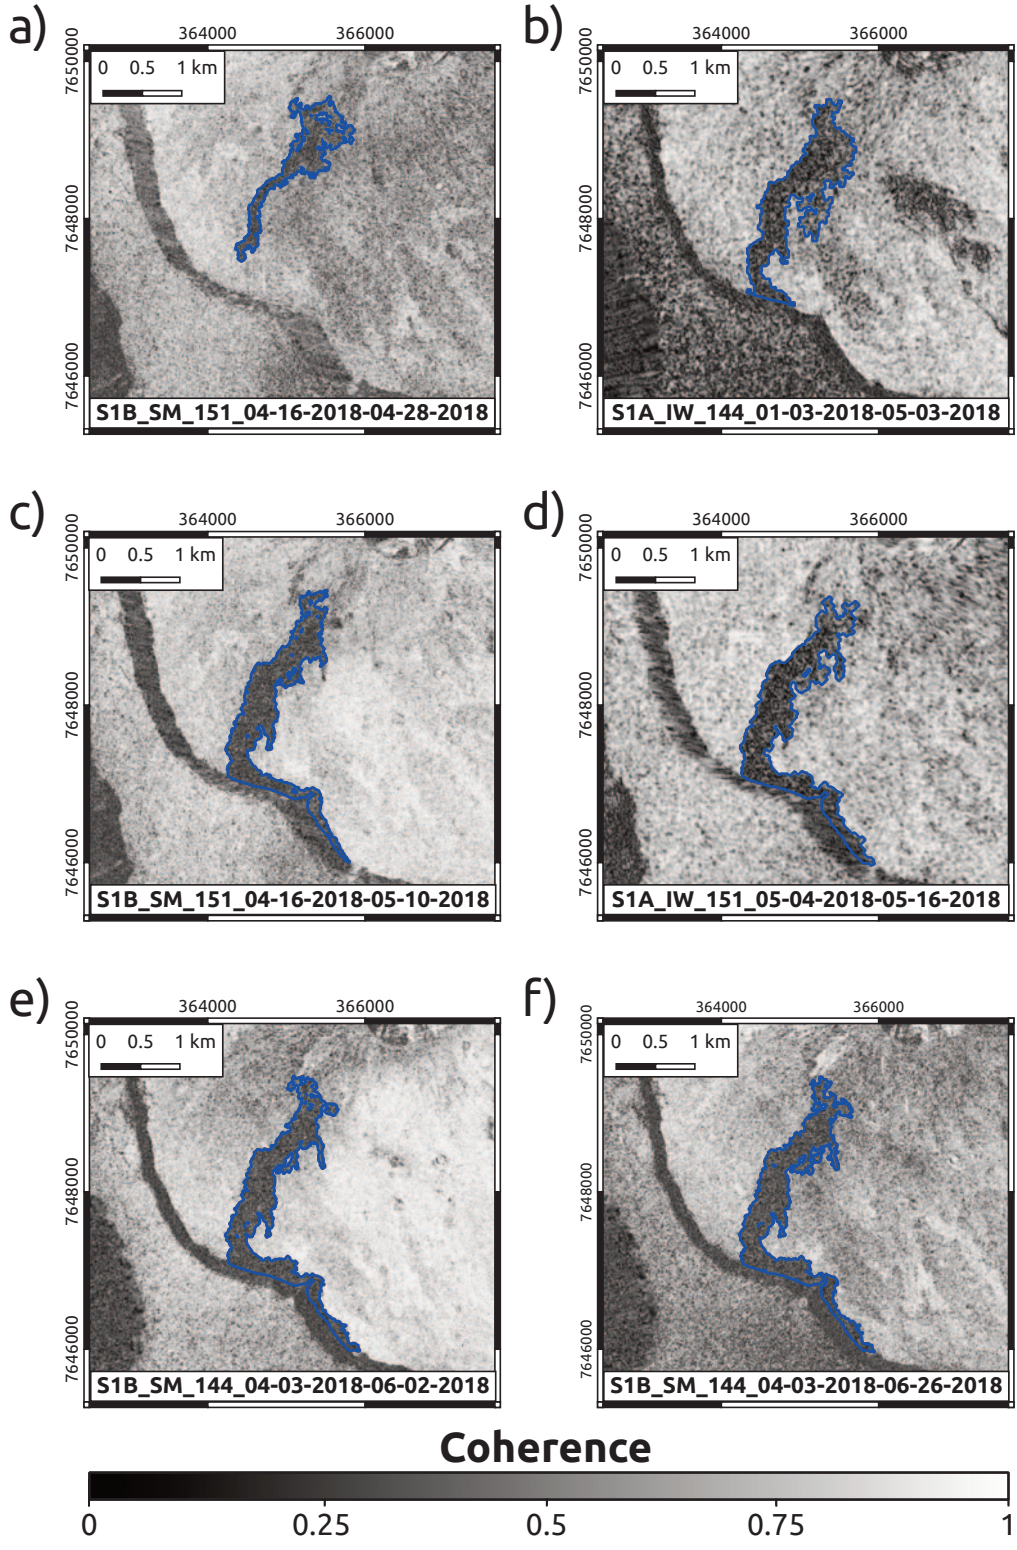 a)
364000 366000
7650000
7648000
7646000
0 0.5 1 km
S1B_SM_151_04-16-2018-04-28-2018
b)
364000 366000
7650000
7648000
7646000
0 0.5 1 km
S1A_IW_144_01-03-2018-05-03-2018
c)
364000 366000
7650000
7648000
7646000
0 0.5 1 km
S1B_SM_151_04-16-2018-05-10-2018
d)
364000 366000
7650000
7648000
7646000
0 0.5 1 km
S1A_IW_151_05-04-2018-05-16-2018
e)
364000 366000
7650000
7648000
7646000
0 0.5 1 km
S1B_SM_144_04-03-2018-06-02-2018
f)
364000 366000
7650000
7648000
7646000
0 0.5 1 km
S1B_SM_144_04-03-2018-06-26-2018
Coherence
0 0.25 0.5 0.75 1